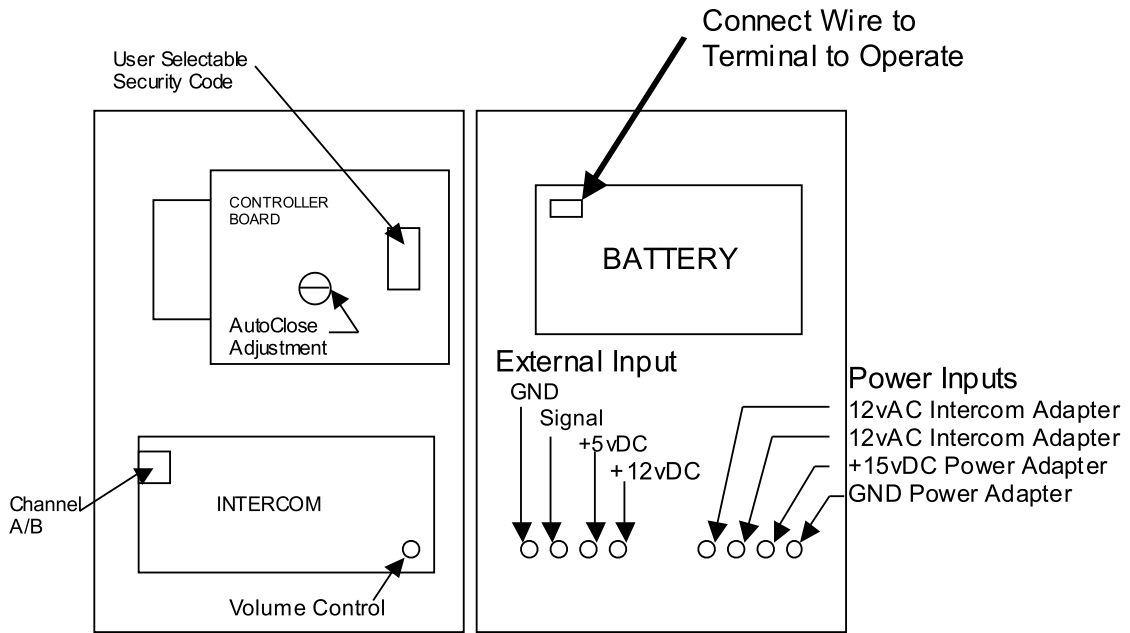 Connect Wire to
Terminal to Operate
User Selectable
Security Code
CONTROLLER
BOARD
AutoClose
Adjustment
BATTERY
External Input
GND
Signal
+5vDC
+12vDC
Power Inputs
12vAC Intercom Adapter
12vAC Intercom Adapter
+15vDC Power Adapter
GND Power Adapter
Channel
A/B
INTERCOM
Volume Control